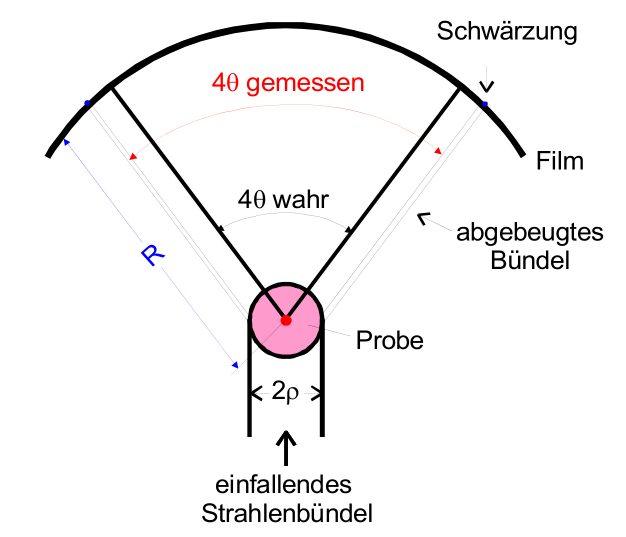 Schwärzung
4θ gemessen
Film
4θ wahr
abgebeugtes
Bündel
R
Probe
2ρ
einfallendes
Strahlenbündel